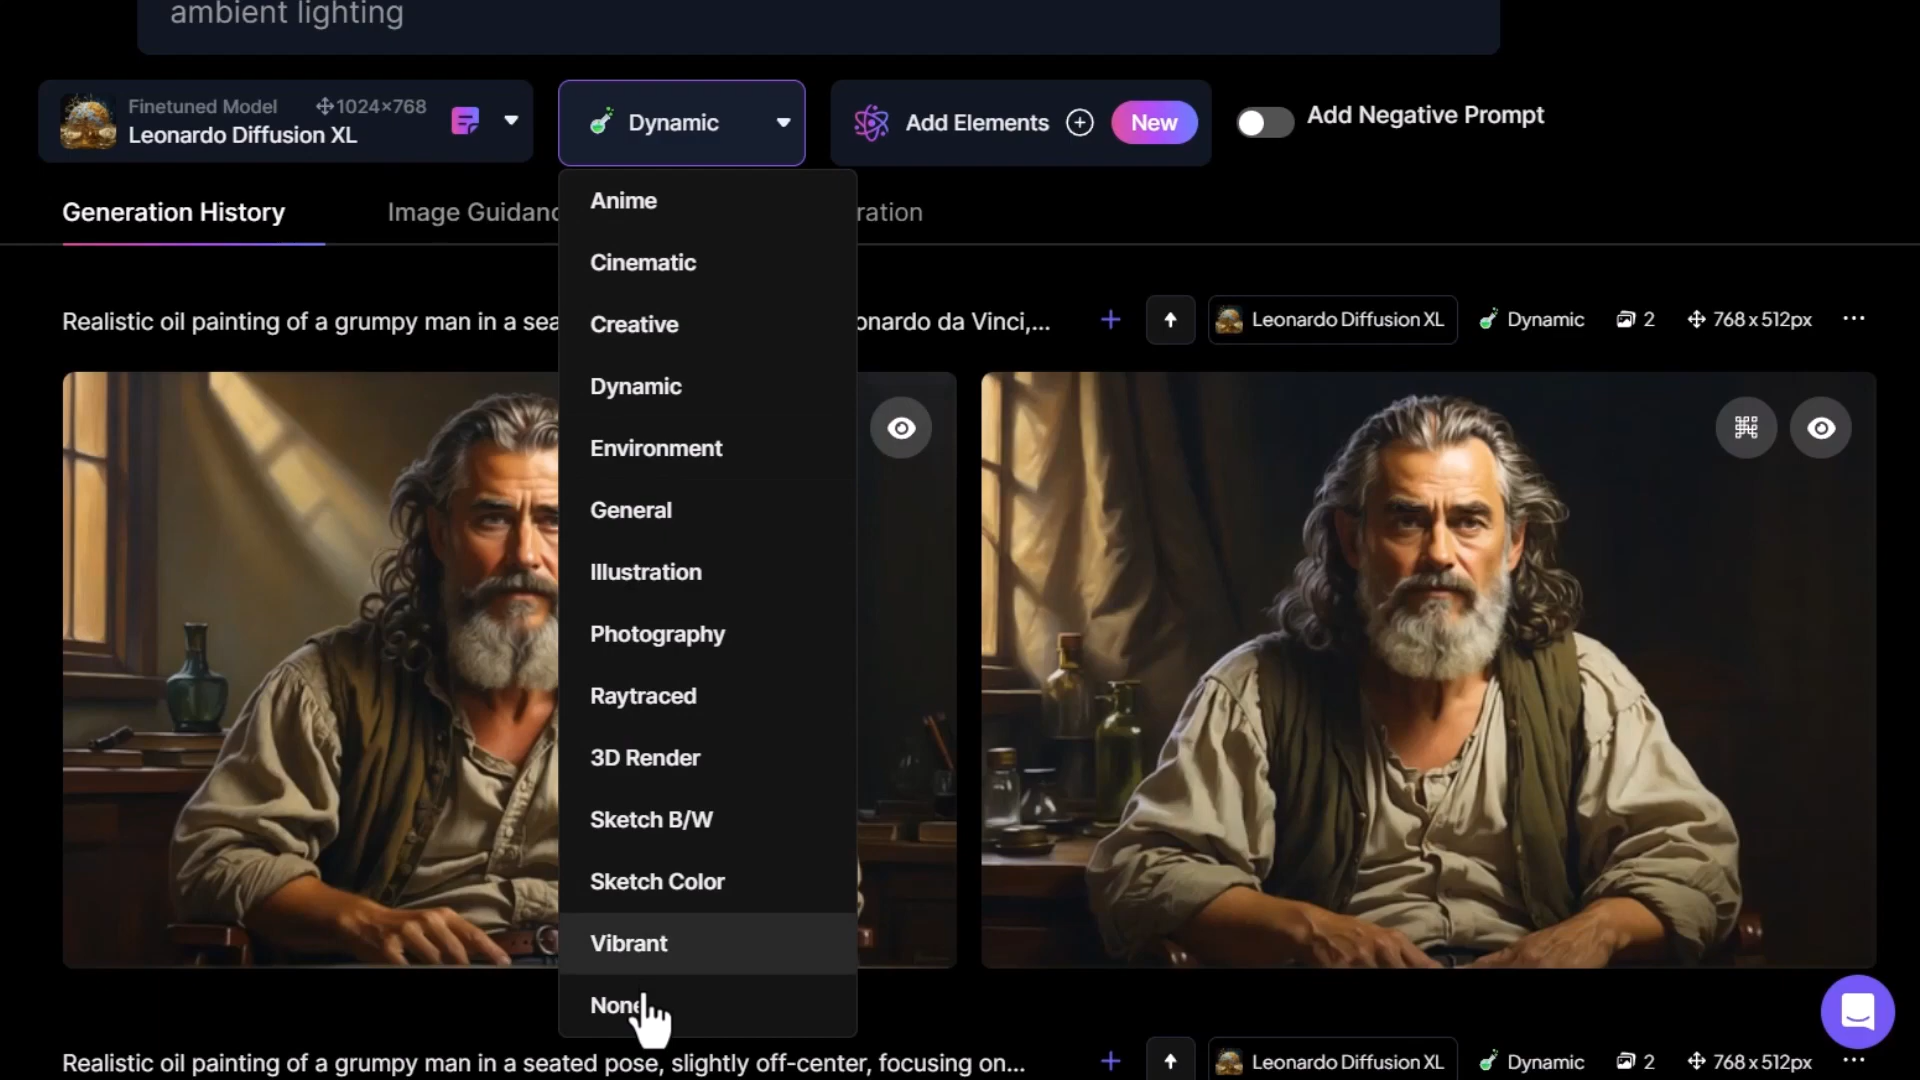 ambient lighting
Finetuned Model 1024×768
Leonardo Diffusion XL
Dynamic
Add Elements
New
Add Negative Prompt
Generation History
Image Guidanc
ration
Anime
Cinematic
Creative
Dynamic
Environment
General
Illustration
Photography
Raytraced
3D Render
Sketch B/W
Sketch Color
Vibrant
None
Realistic oil painting of a grumpy man in a sea
onardo da Vinci,...
Leonardo Diffusion XL
Dynamic
2
768 x 512px
Realistic oil painting of a grumpy man in a seated pose, slightly off-center, focusing on...
Leonardo Diffusion XL
Dynamic
2
768 x 512px